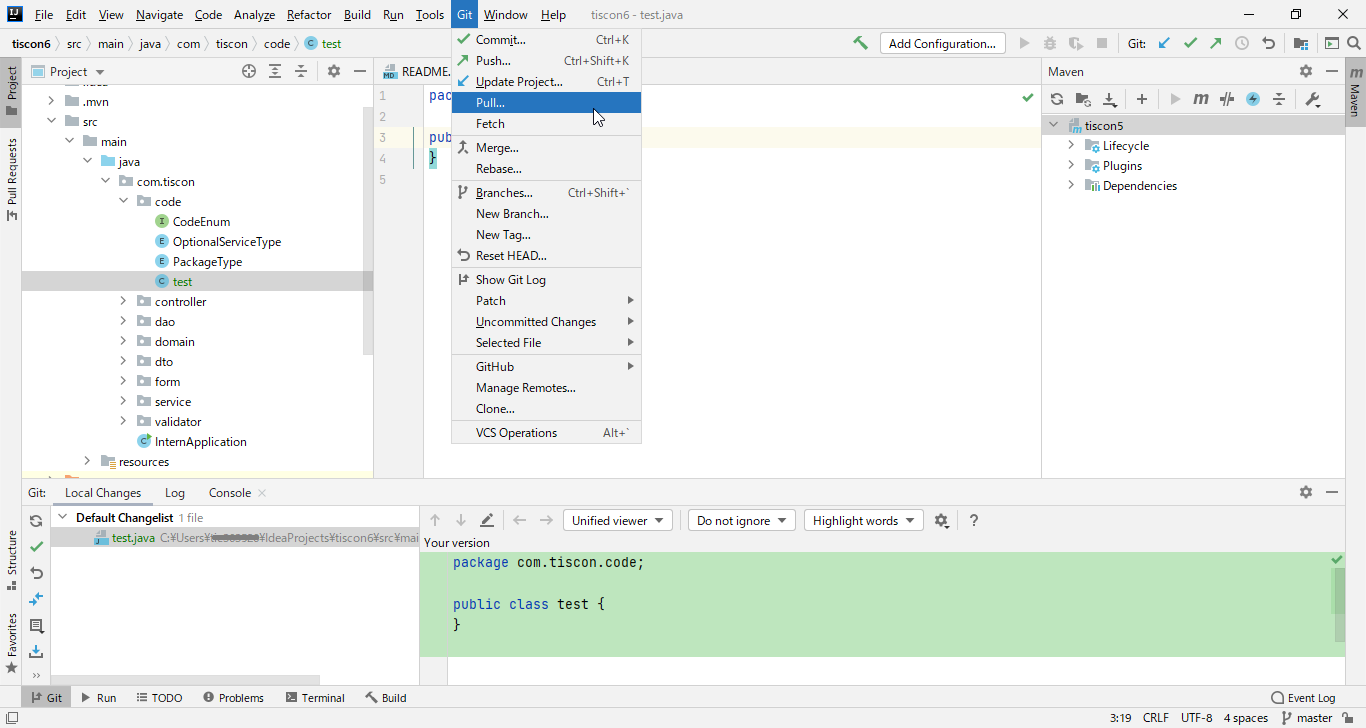 File Edit View Navigate Code Analyze Refactor Build Run Tools Git Window Help tiscon6 - test.java
tiscon6 src main java com tiscon code test
Add Configuration...
Git:
Project
README.
Maven
Commit... Ctrl+K
Push... Ctrl+Shift+K
Update Project... Ctrl+T
Pull...
Fetch
Merge...
Rebase...
Branches... Ctrl+Shift+`
New Branch...
New Tag...
Reset HEAD...
Show Git Log
Patch
Uncommitted Changes
Selected File
GitHub
Manage Remotes...
Clone...
VCS Operations Alt+`
Project
Pull Requests
Structure
Favorites
.mvn
src
main
java
com.tiscon
code
CodeEnum
OptionalServiceType
PackageType
test
controller
dao
domain
dto
form
service
validator
InternApplication
resources
1 pac
2
3 pub
4 }
5
tiscon5
Lifecycle
Plugins
Dependencies
Maven
Git: Local Changes Log Console
Default Changelist 1 file
test.java C:¥Users¥ ¥IdeaProjects¥tiscon6¥src¥mai
Unified viewer Do not ignore Highlight words ?
Your version
package com.tiscon.code;
public class test {
}
Git Run TODO Problems Terminal Build Event Log
3:19 CRLF UTF-8 4 spaces master